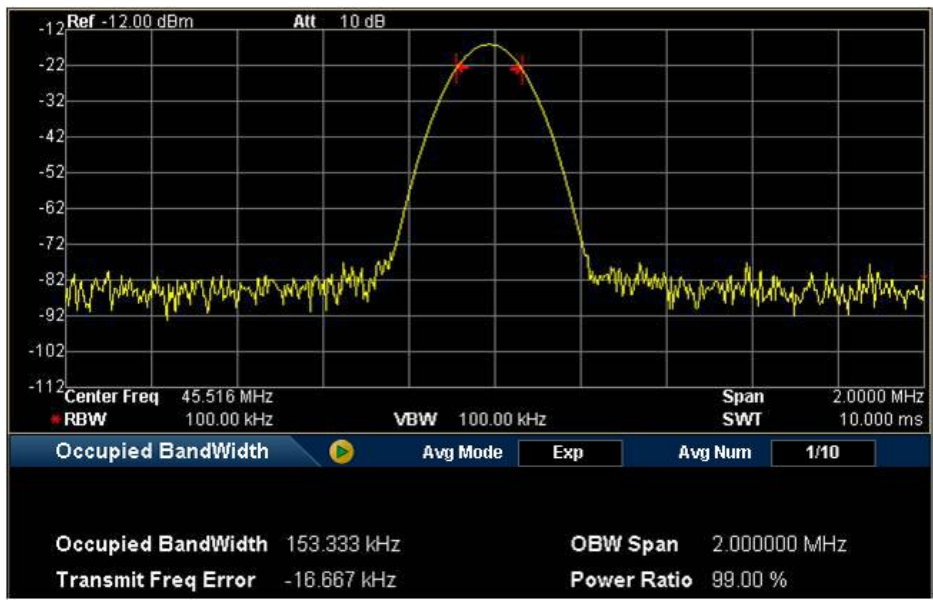 Ref -12.00 dBm Att 10 dB
-12
-22
-32
-42
-52
-62
-72
-82
-92
-102
-112
Center Freq 45.516 MHz Span 2.0000 MHz
*RBW 100.00 kHz VBW 100.00 kHz SWT 10.000 ms
Occupied BandWidth Avg Mode Exp Avg Num 1/10
Occupied BandWidth 153.333 kHz OBW Span 2.000000 MHz
Transmit Freq Error -16.667 kHz Power Ratio 99.00 %